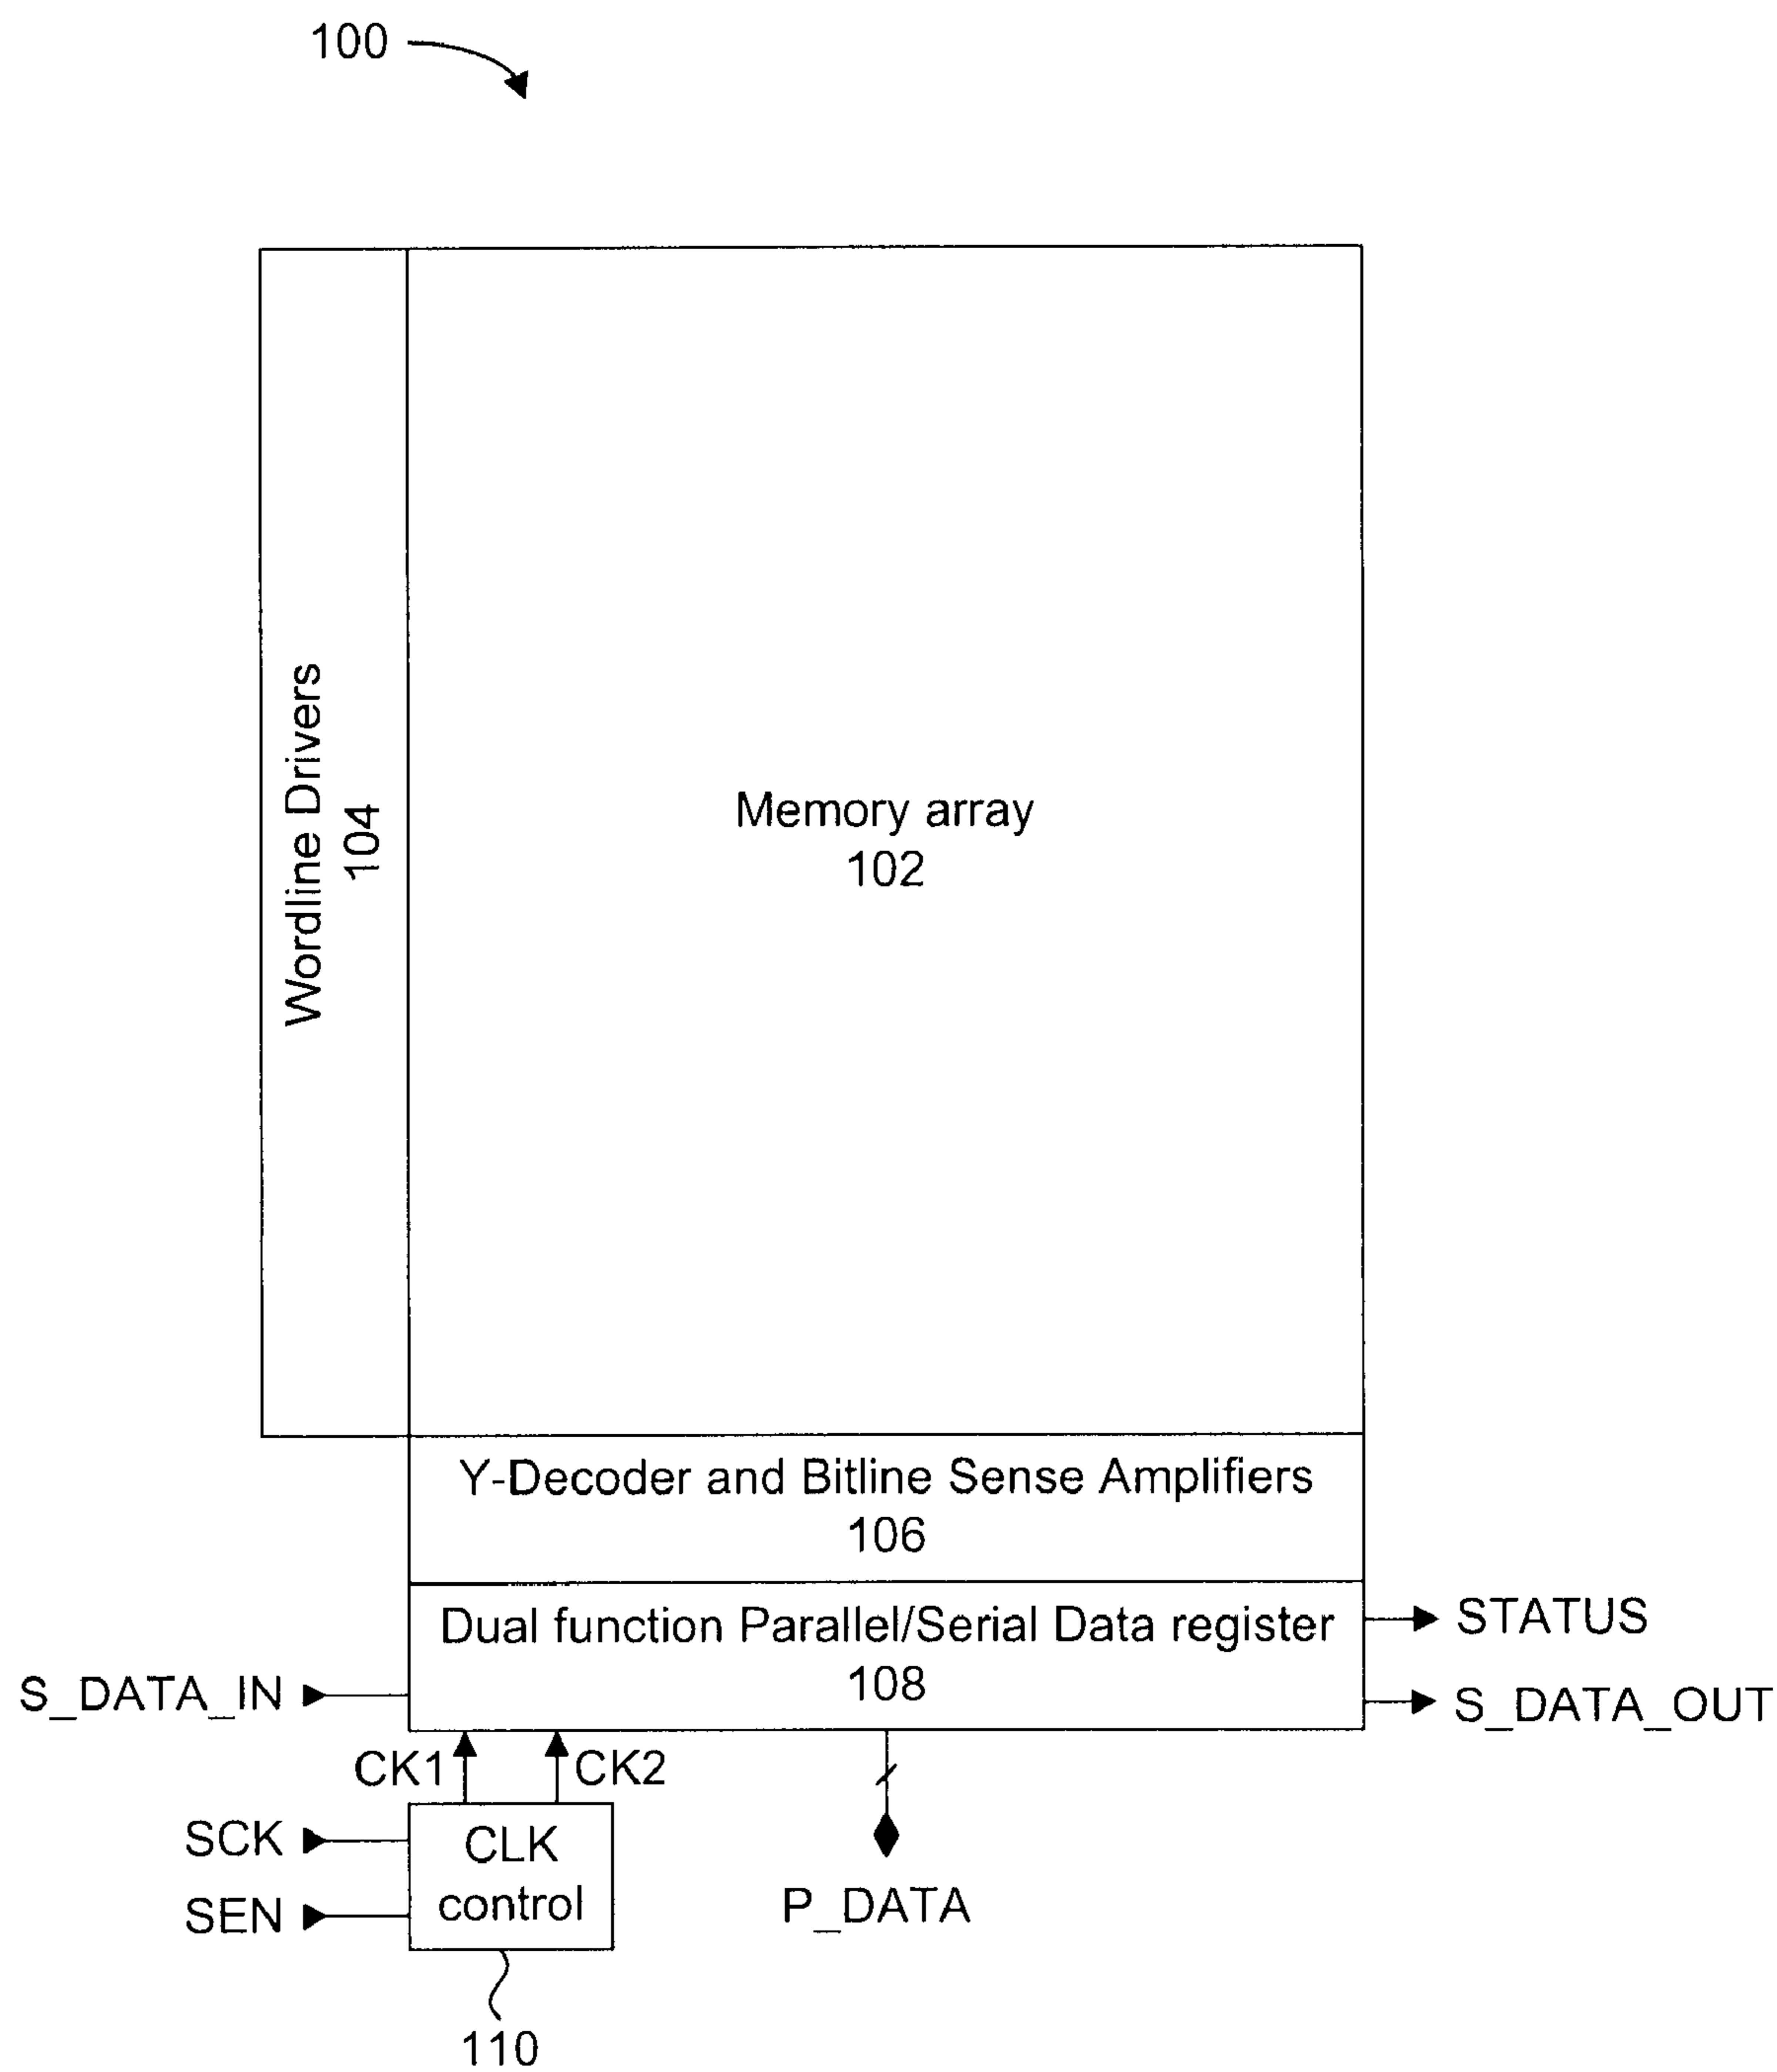 100
Wordline Drivers
104
Memory array
102
Y-Decoder and Bitline Sense Amplifiers
106
Dual function Parallel/Serial Data register
108
STATUS
S_DATA_IN
S_DATA_OUT
CK1
CK2
SCK
SEN
CLK
control
P_DATA
110